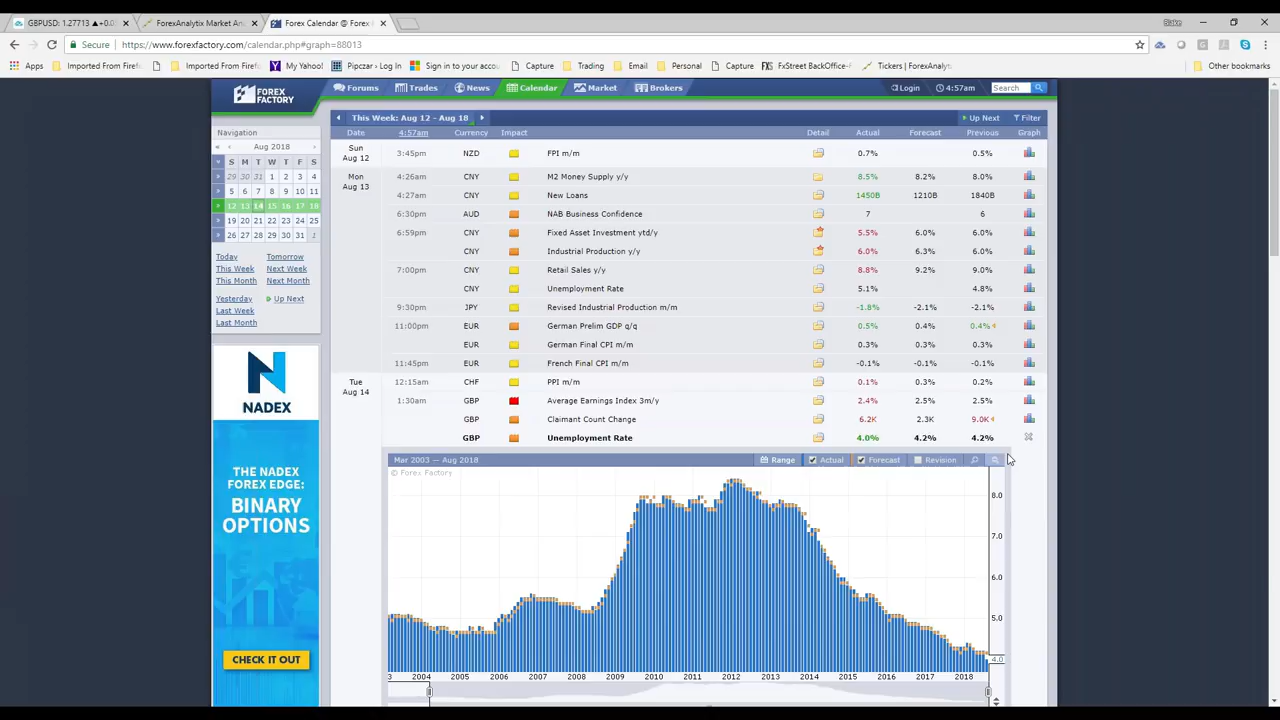 GBPUSD: 1.27713 ▲+0.0
ForexAnalytix Market An
Forex Calendar @ Forex F
Secure https://www.forexfactory.com/calendar.php#graph=88013
Apps Imported From Firef Imported From Firef My Yahoo! Pipczar - Log In Sign in to your acco Capture Trading Email Personal Capture FxStreet BackOffice- Tickers | ForexAnalyt Other bookmarks
FOREX FACTORY
Forums Trades News Calendar Market Brokers Login 4:57am Search
Navigation
Aug 2018
S M T W T F S
29 30 31 1 2 3 4
5 6 7 8 9 10 11
12 13 14 15 16 17 18
19 20 21 22 23 24 25
26 27 28 29 30 31 1
Today Tomorrow
This Week Next Week
This Month Next Month
Yesterday Up Next
Last Week
Last Month
N
NADEX
THE NADEX
FOREX EDGE:
BINARY
OPTIONS
CHECK IT OUT
This Week: Aug 12 - Aug 18 Up Next Filter
Date 4:57am Currency Impact Detail Actual Forecast Previous Graph
Sun Aug 12 3:45pm NZD FPI m/m 0.7% 0.5%
Mon Aug 13 4:26am CNY M2 Money Supply y/y 8.5% 8.2% 8.0%
4:27am CNY New Loans 1450B 1210B 1840B
6:30pm AUD NAB Business Confidence 7 6
6:59pm CNY Fixed Asset Investment ytd/y 5.5% 6.0% 6.0%
CNY Industrial Production y/y 6.0% 6.3% 6.0%
7:00pm CNY Retail Sales y/y 8.8% 9.2% 9.0%
CNY Unemployment Rate 5.1% 4.8%
9:30pm JPY Revised Industrial Production m/m -1.8% -2.1% -2.1%
11:00pm EUR German Prelim GDP q/q 0.5% 0.4% 0.4%
EUR German Final CPI m/m 0.3% 0.3% 0.3%
11:45pm EUR French Final CPI m/m -0.1% -0.1% -0.1%
Tue Aug 14 12:15am CHF PPI m/m 0.1% 0.3% 0.2%
1:30am GBP Average Earnings Index 3m/y 2.4% 2.5% 2.5%
GBP Claimant Count Change 6.2K 2.3K 9.0K
GBP Unemployment Rate 4.0% 4.2% 4.2%
Mar 2003 — Aug 2018 Range Actual Forecast Revision
© Forex Factory
8.0
7.0
6.0
5.0
4.0
3 2004 2005 2006 2007 2008 2009 2010 2011 2012 2013 2014 2015 2016 2017 2018